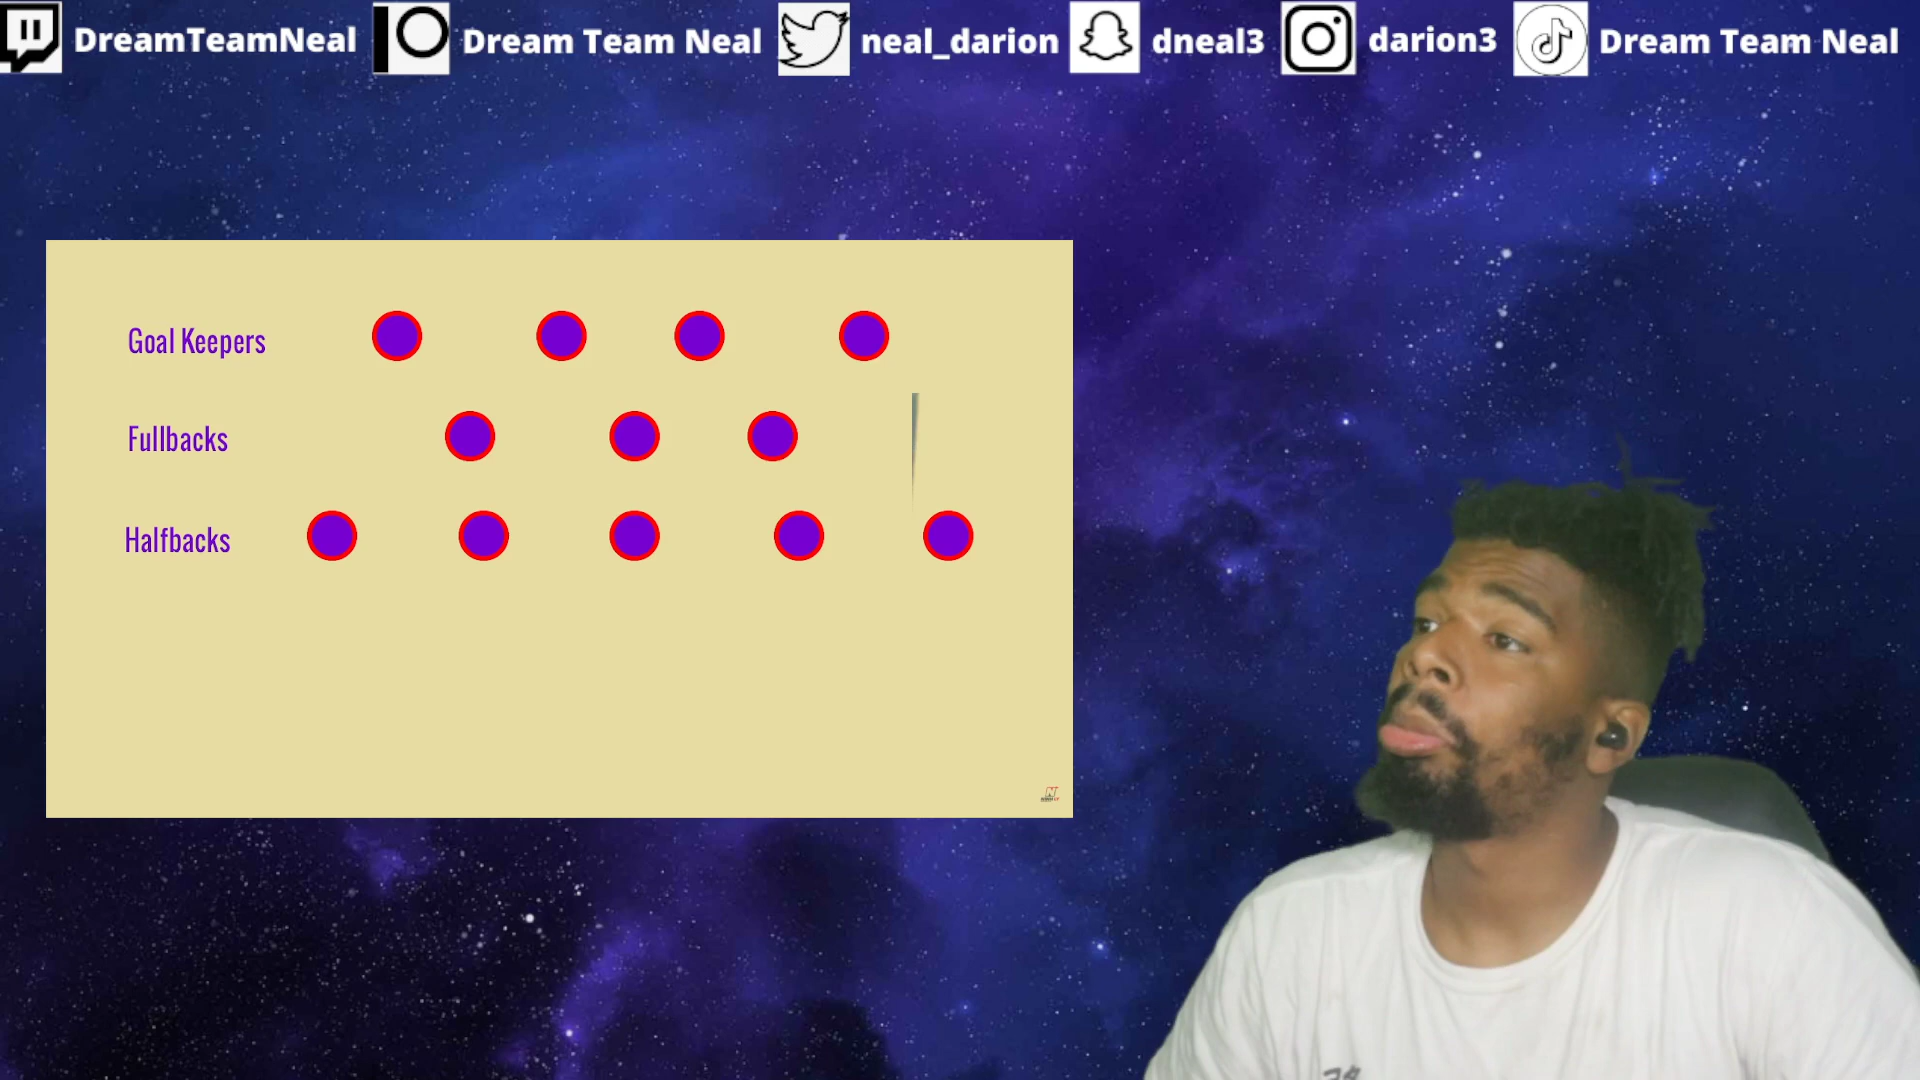 DreamTeamNeal
Dream Team Neal
neal_darion
dneal3
darion3
Dream Team Neal
Goal Keepers
Fullbacks
Halfbacks